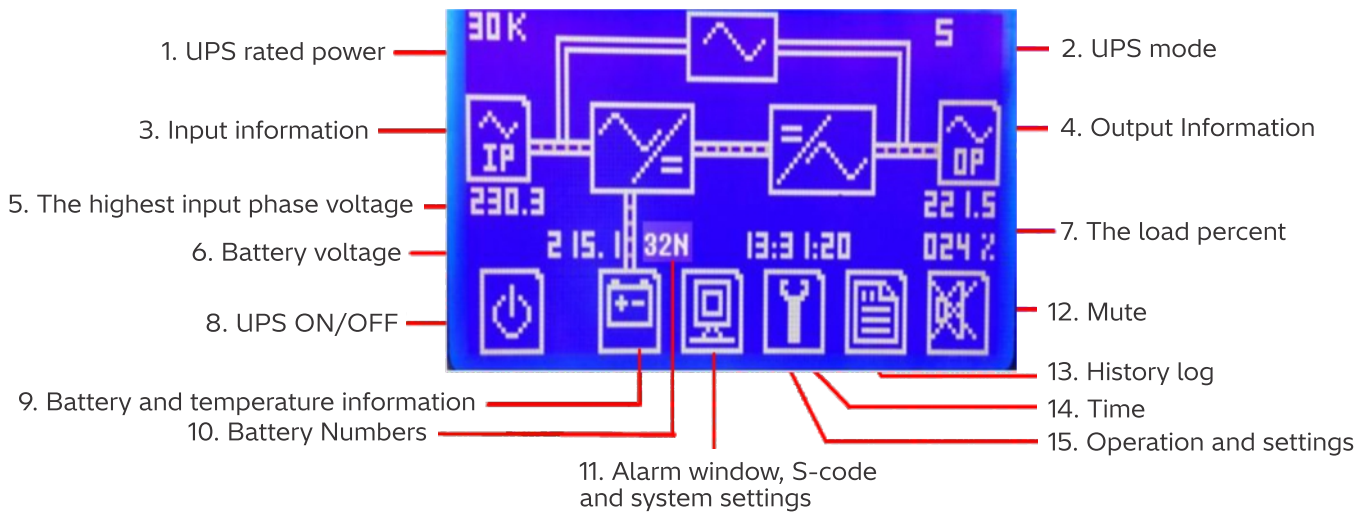 30K
S
1. UPS rated power
2. UPS mode
3. Input information
IP
OP
4. Output Information
5. The highest input phase voltage
230.3
221.5
6. Battery voltage
215.1
32N
13:31:20
024%
7. The load percent
8. UPS ON/OFF
12. Mute
13. History log
9. Battery and temperature information
14. Time
10. Battery Numbers
15. Operation and settings
11. Alarm window, S-code
and system settings